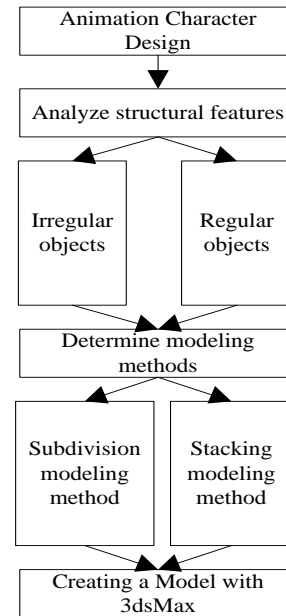 Animation Character
Design
Analyze structural features
Irregular
objects
Regular
objects
Determine modeling
methods
Subdivision
modeling
method
Stacking
modeling
method
Creating a Model with
3dsMax